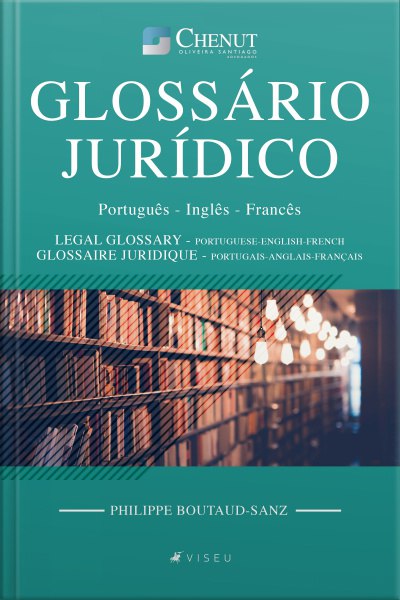 CHENUT
OLIVEIRA SANTIAGO
ADVOGADOS
GLOSSÁRIO
JURÍDICO
Português - Inglês - Francês
LEGAL GLOSSARY - PORTUGUESE-ENGLISH-FRENCH
GLOSSAIRE JURIDIQUE - PORTUGAIS-ANGLAIS-FRANÇAIS
PHILIPPE BOUTAUD-SANZ
VISEU